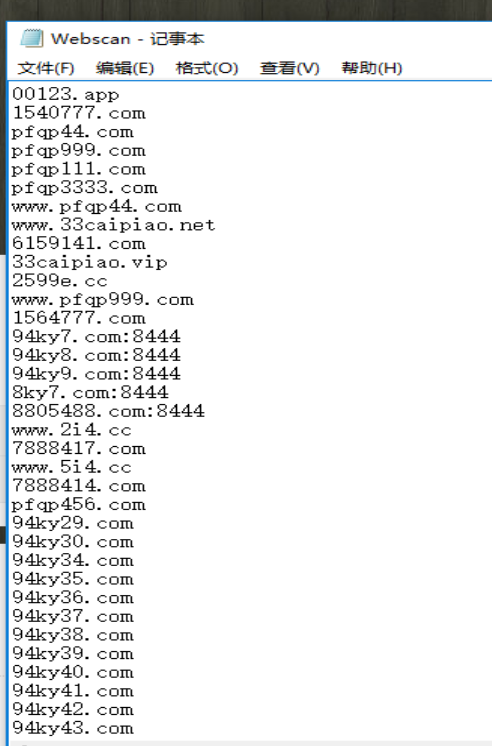 Webscan - 记事本
文件(F) 编辑(E) 格式(O) 查看(V) 帮助(H)
00123.app
1540777.com
pfqp44.com
pfqp999.com
pfqp111.com
pfqp3333.com
www.pfqp44.com
www.33caipiao.net
6159141.com
33caipiao.vip
2599e.cc
www.pfqp999.com
1564777.com
94ky7.com:8444
94ky8.com:8444
94ky9.com:8444
8ky7.com:8444
8805488.com:8444
www.2i4.cc
7888417.com
www.5i4.cc
7888414.com
pfqp456.com
94ky29.com
94ky30.com
94ky34.com
94ky35.com
94ky36.com
94ky37.com
94ky38.com
94ky39.com
94ky40.com
94ky41.com
94ky42.com
94ky43.com